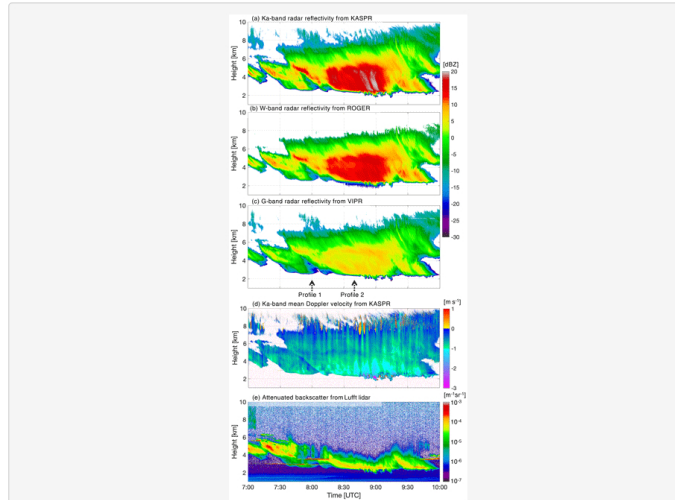 (a) Ka-band radar reflectivity from KASPR
10
8
6
4
2
Height [km]
[dBZ]
20
15
10
5
0
-5
-10
-15
-20
-25
-30
(b) W-band radar reflectivity from ROGER
10
8
6
4
2
Height [km]
(c) G-band radar reflectivity from VIPR
10
8
6
4
2
Height [km]
Profile 1
Profile 2
(d) Ka-band mean Doppler velocity from KASPR
10
8
6
4
2
Height [km]
[m s⁻¹]
1
0
-1
-2
-3
(e) Attenuated backscatter from Lufft lidar
10
8
6
4
2
Height [km]
[m⁻¹sr⁻¹]
10⁻³
10⁻⁴
10⁻⁵
10⁻⁶
10⁻⁷
7:00 7:30 8:00 8:30 9:00 9:30 10:00
Time [UTC]